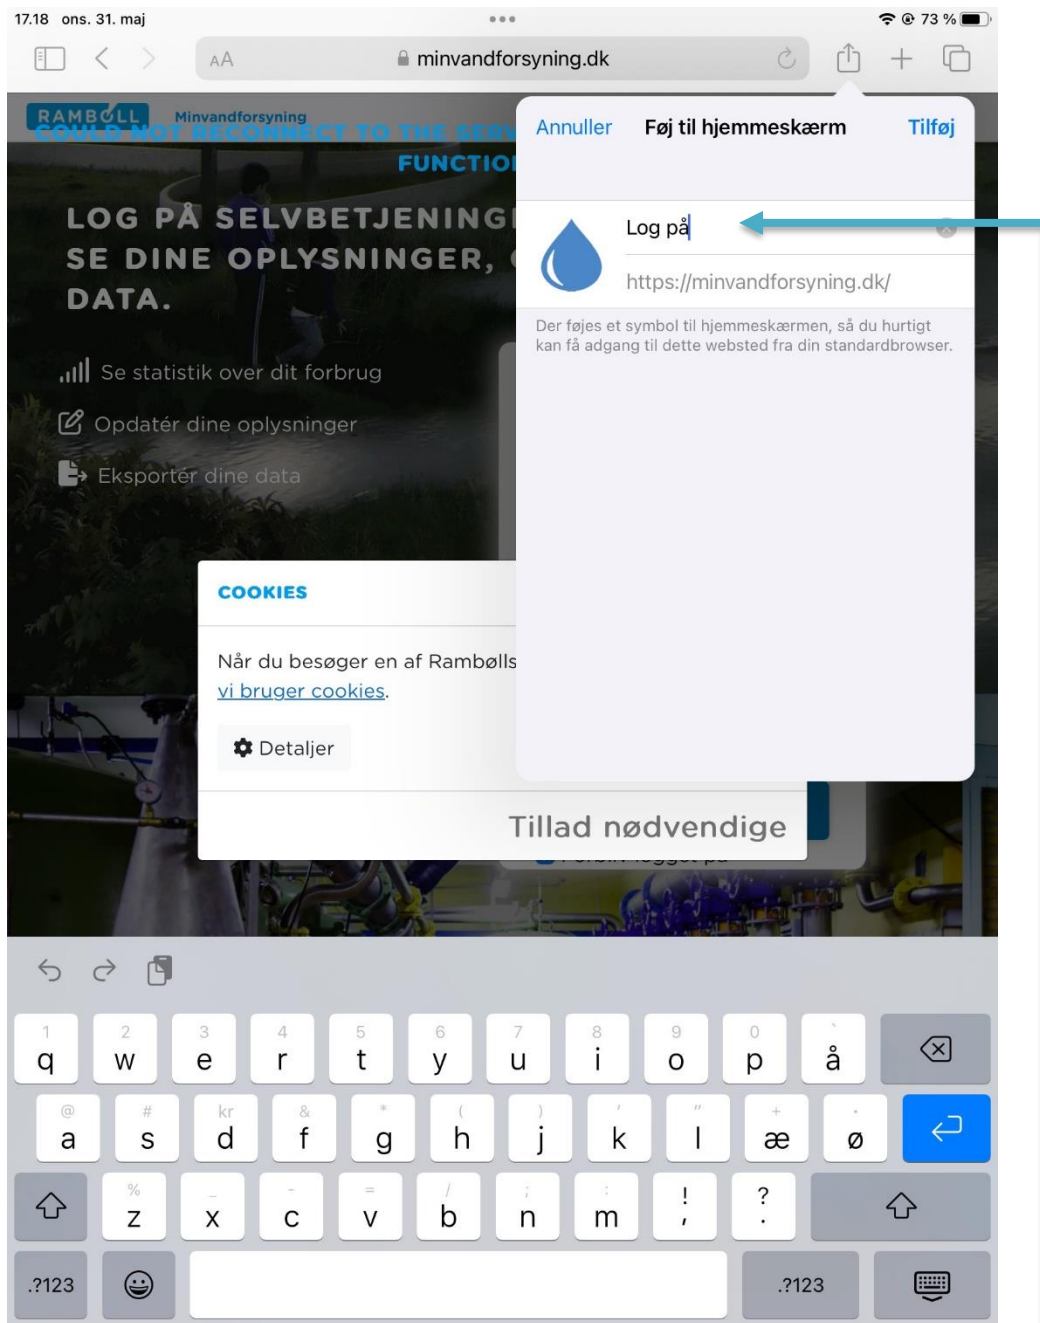 17.18 ons. 31. maj
73 %
AA
minvandforsyning.dk
RAMBOLL
Minvandforsyning
COULD NOT RECONNECT TO THE SERV
FUNCTIO
LOG PÅ SELVBETJENING
SE DINE OPLYSNINGER,
DATA.
Se statistik over dit forbrug
Opdatér dine oplysninger
Eksportér dine data
Annuller
Føj til hjemmeskærm
Tilføj
Log på
https://minvandforsyning.dk/
Der føjes et symbol til hjemmeskærmen, så du hurtigt
kan få adgang til dette websted fra din standardbrowser.
COOKIES
Når du besøger en af Rambølls
vi bruger cookies.
Detaljer
Tillad nødvendige
1 2 3 4 5 6 7 8 9 0 `
q w e r t y u i o p å
@ # kr & * ( ) ' " + ·
a s d f g h j k l æ ø
% _ - = / ; : ! ?
z x c v b n m , .
.?123
.?123